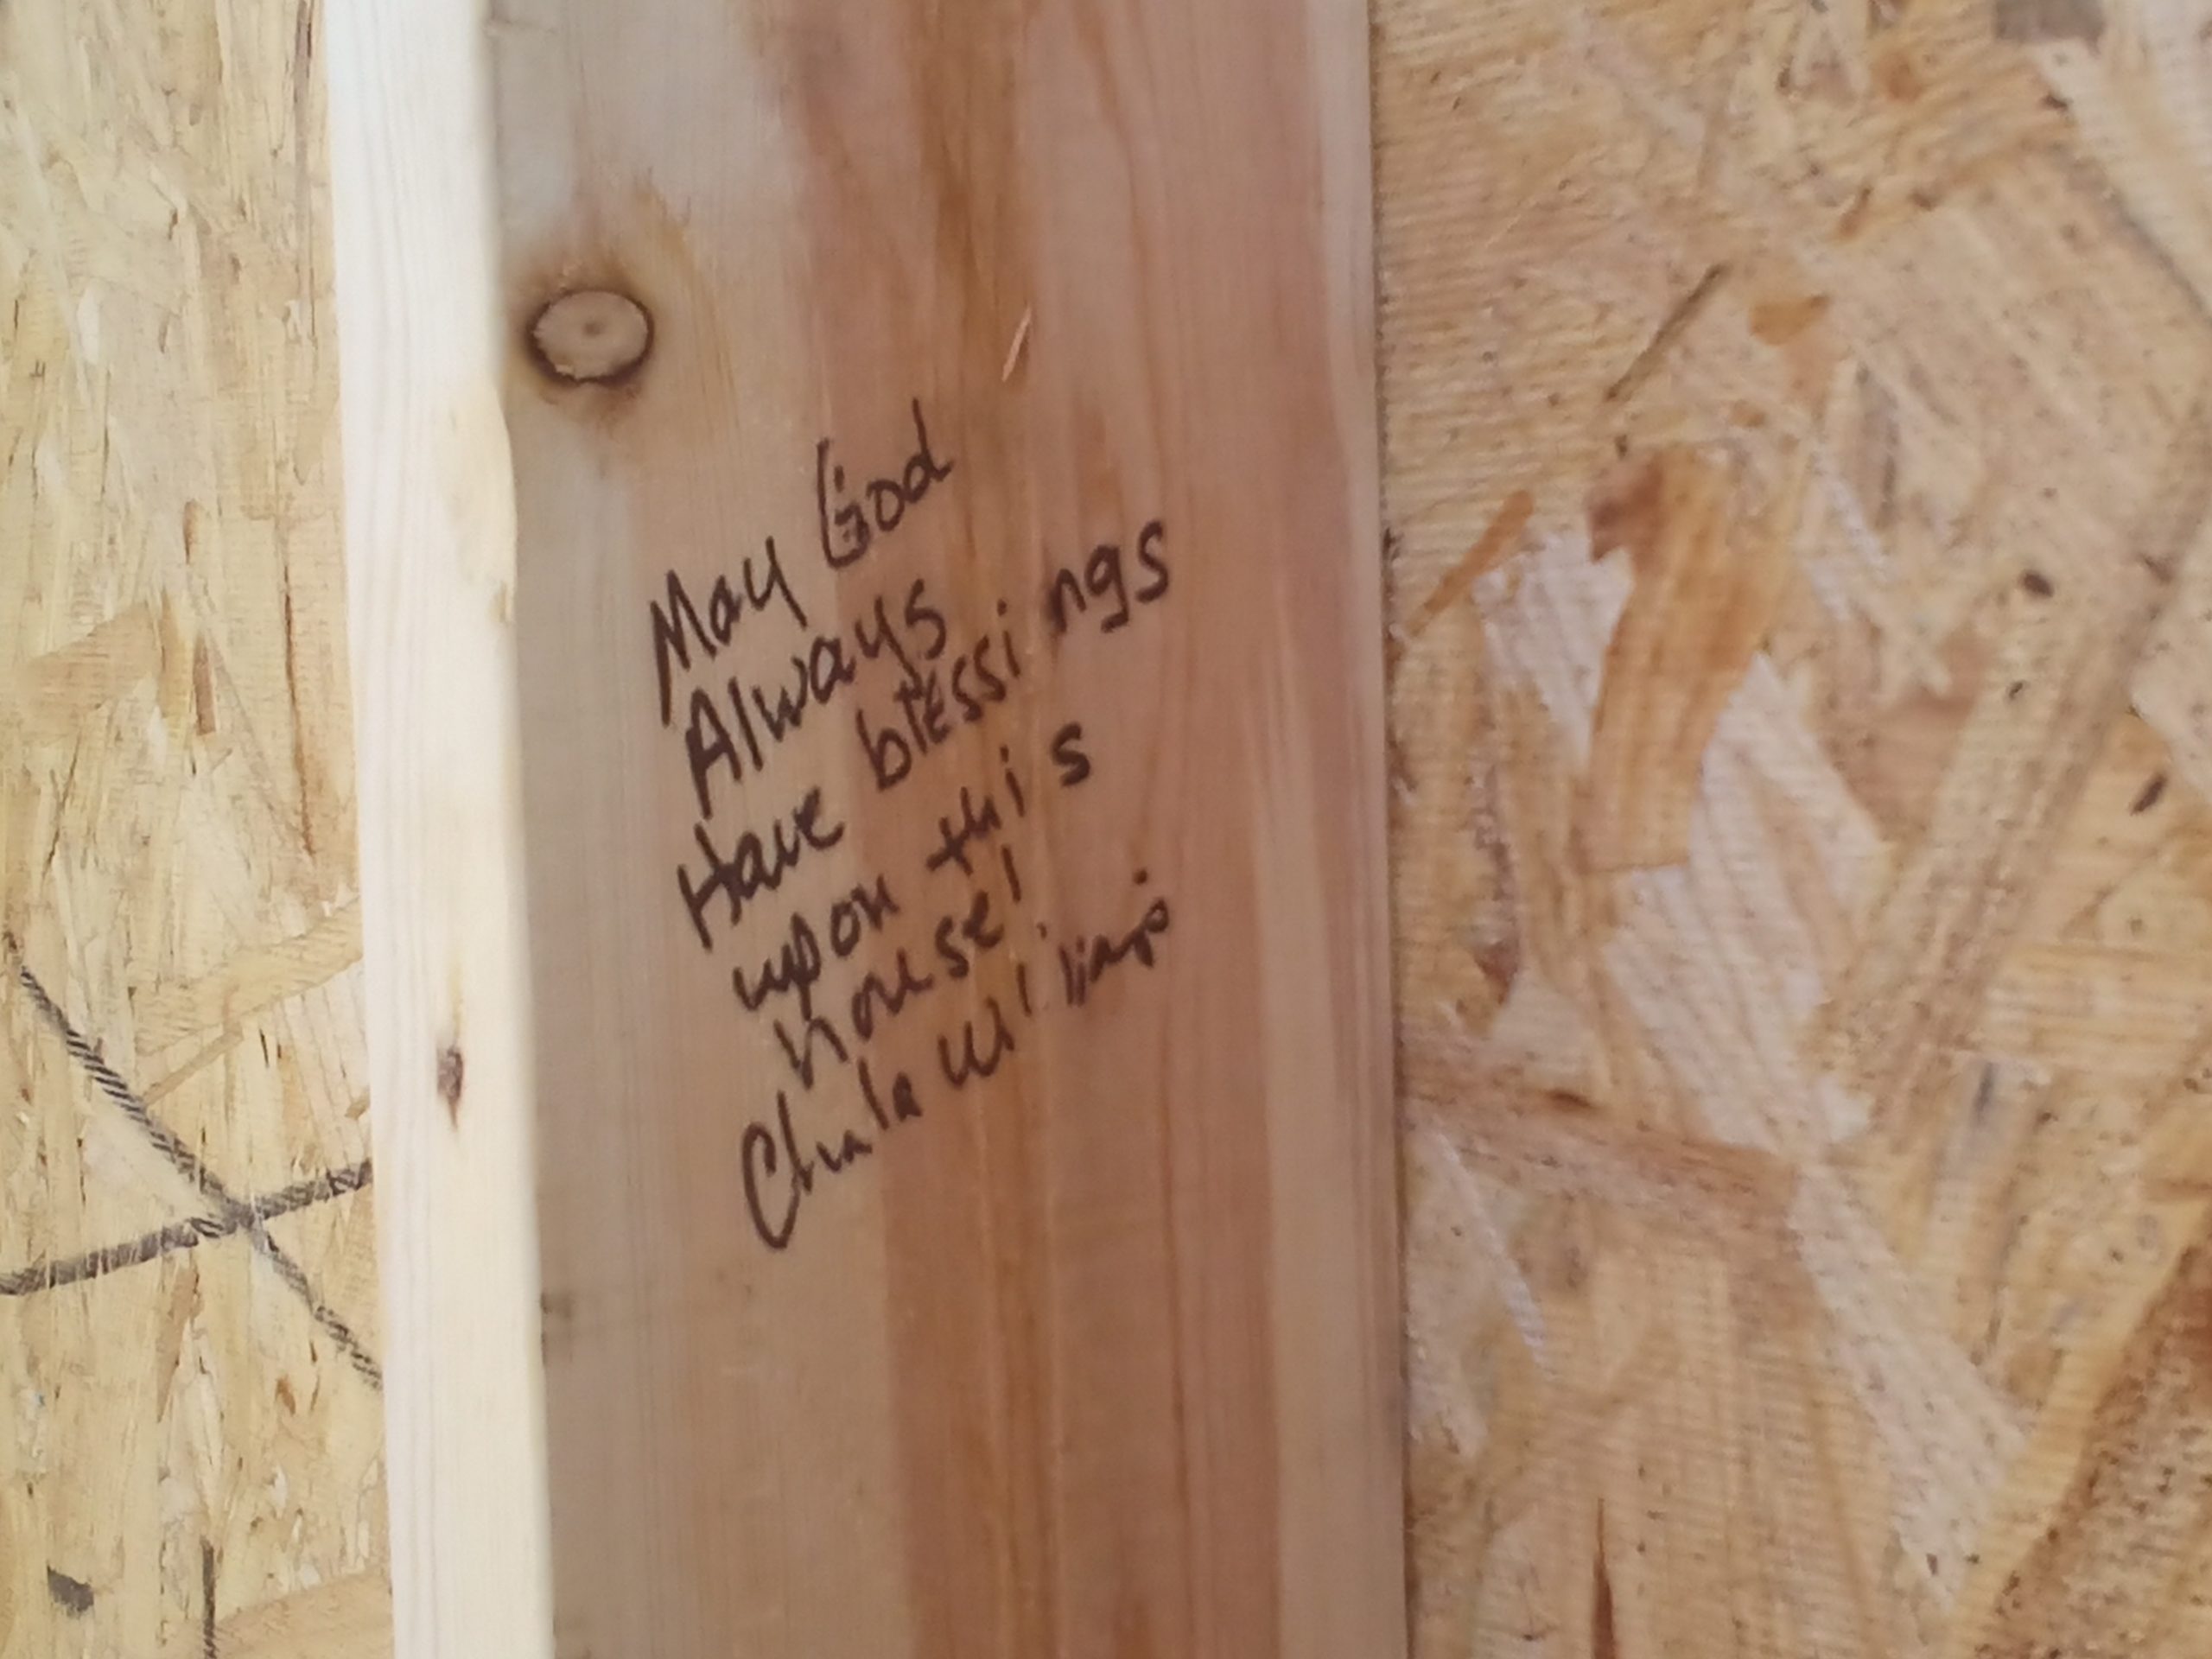 May God
Always
Have blessings
upon this
house!